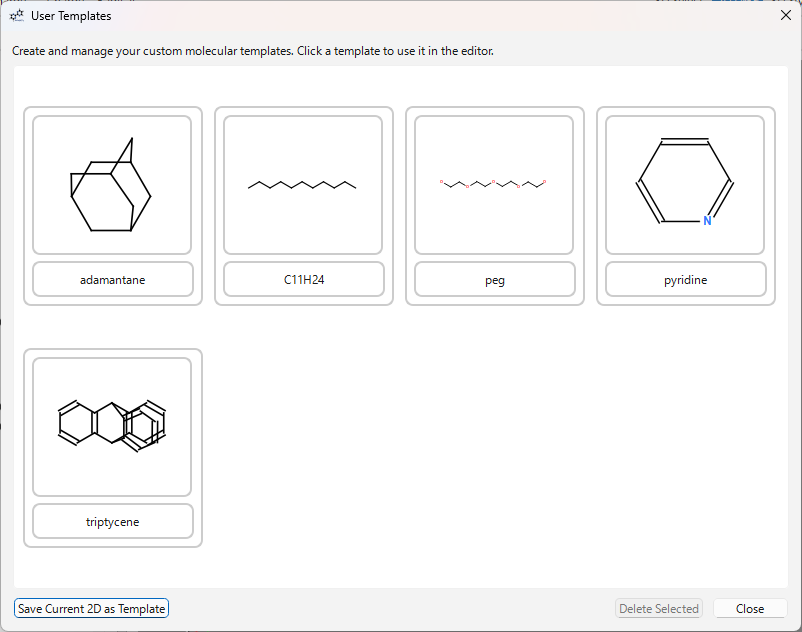 User Templates
Create and manage your custom molecular templates. Click a template to use it in the editor.
N
adamantane
C11H24
peg
pyridine
triptycene
Save Current 2D as Template
Delete Selected
Close